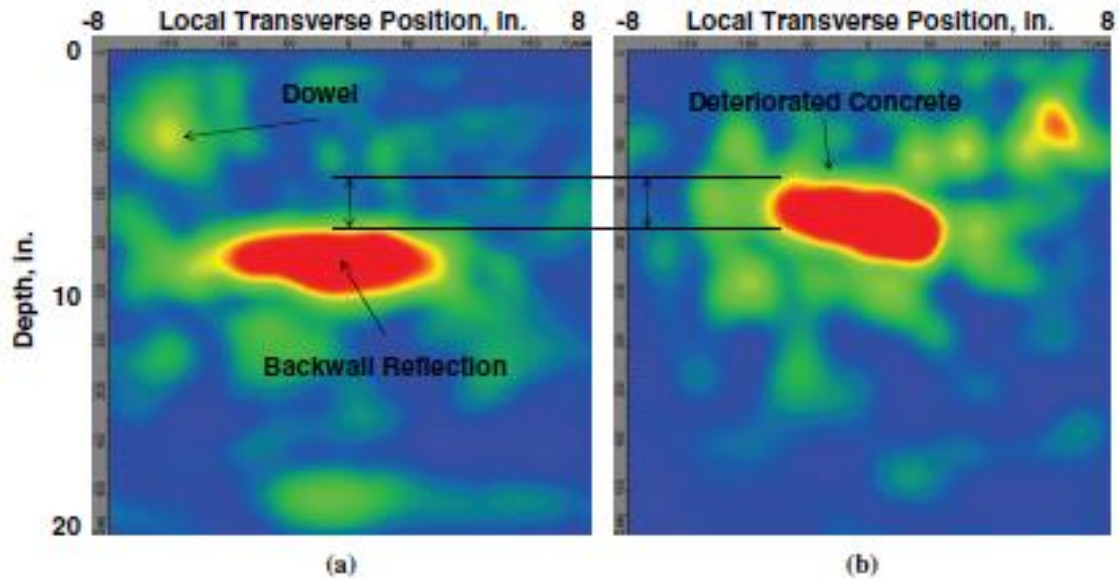 -8 Local Transverse Position, in. 8
-8 Local Transverse Position, in. 8
0
Dowel
Deteriorated Concrete
Depth, in.
10
Backwall Reflection
20
(a)
(b)